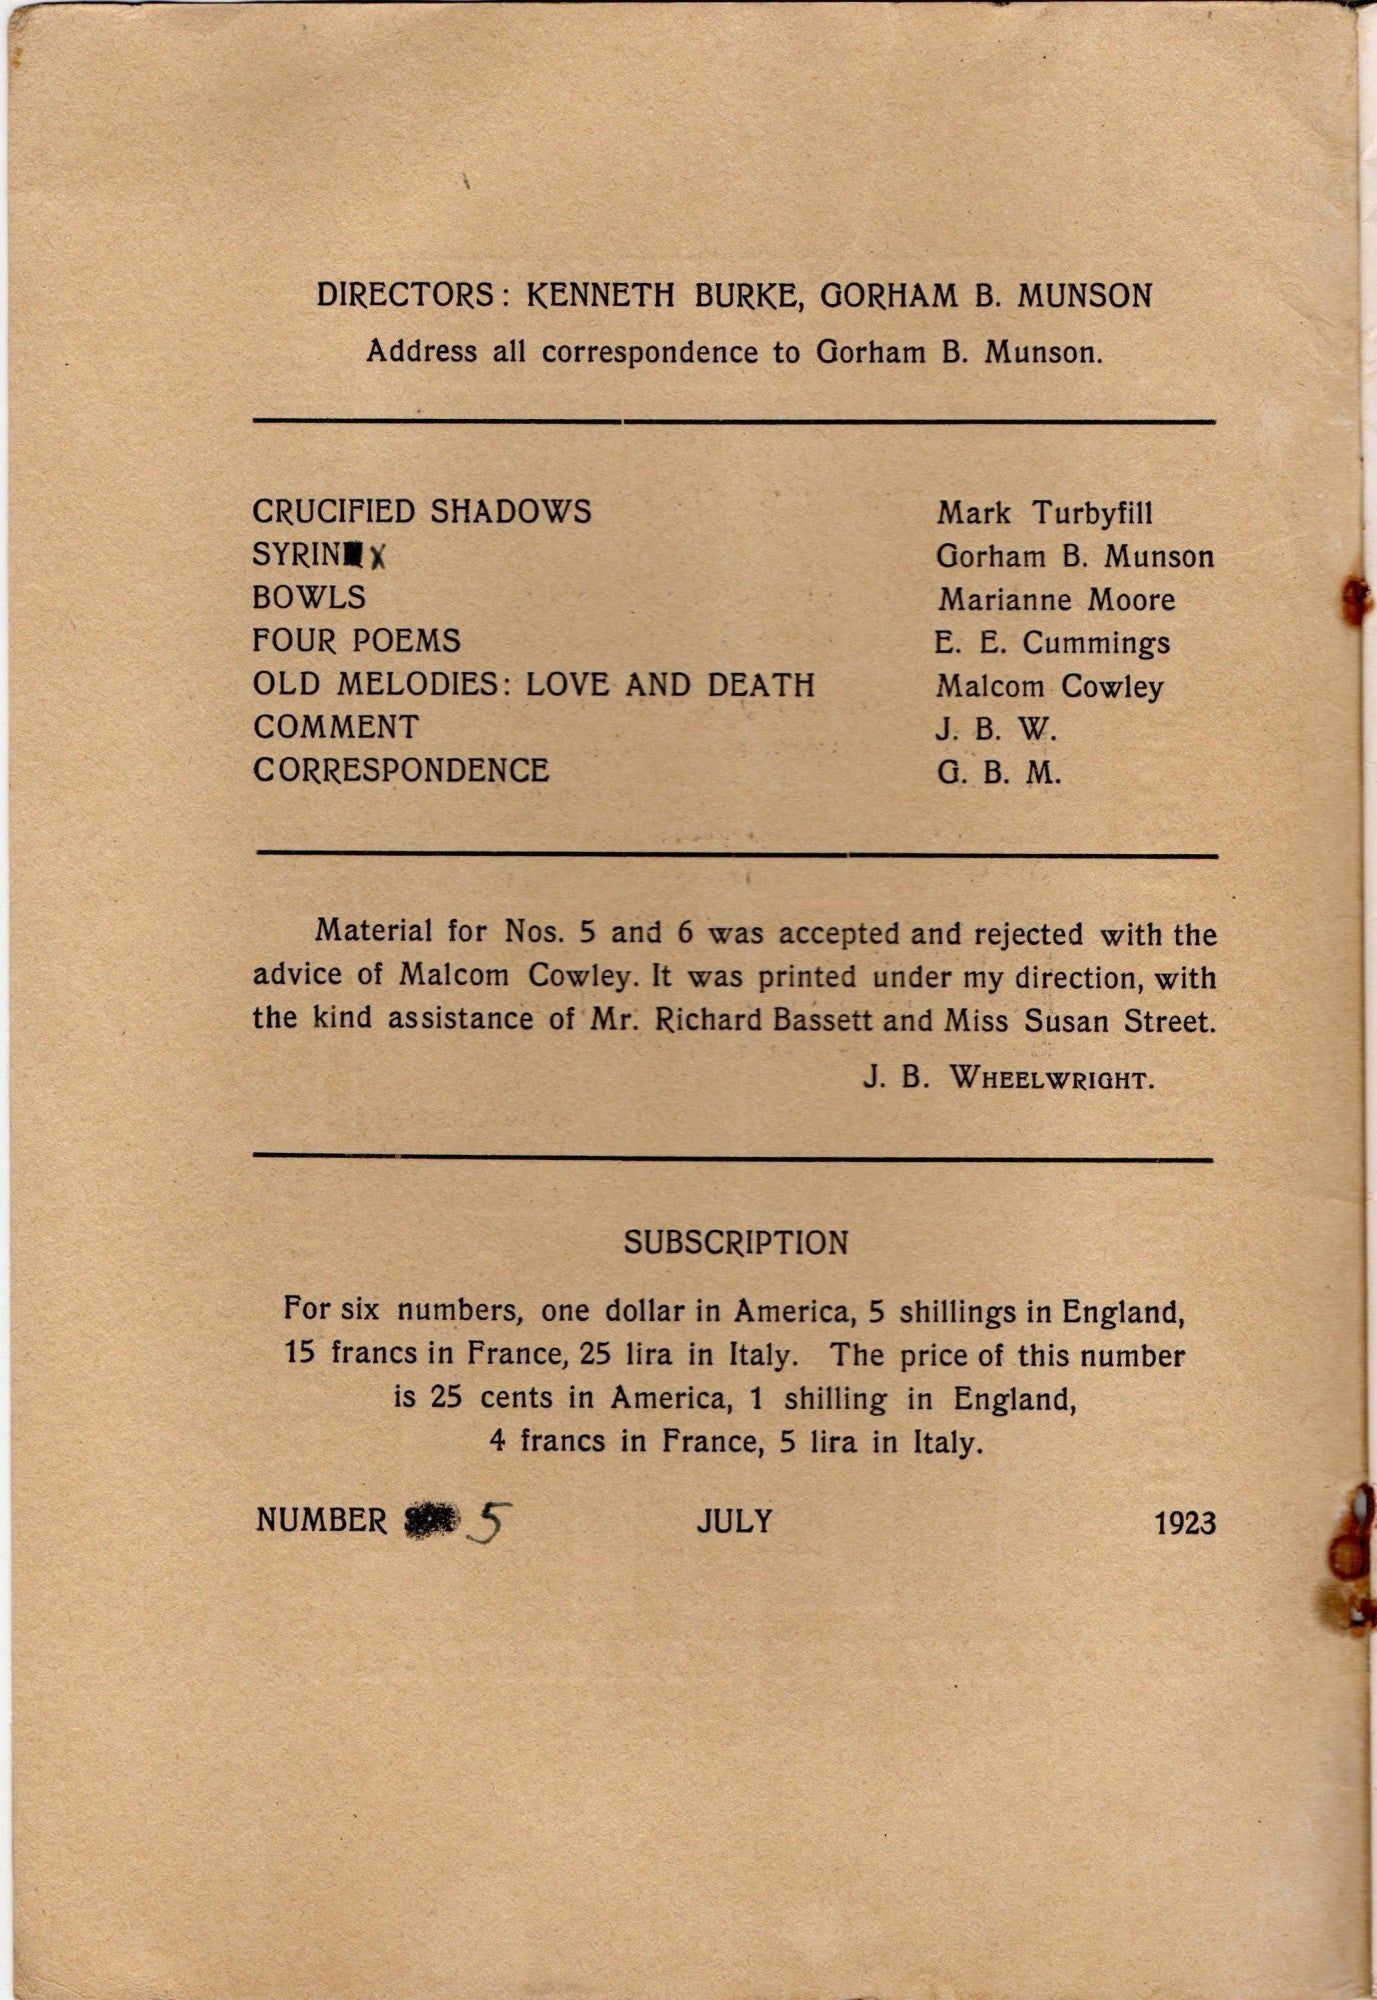 DIRECTORS: KENNETH BURKE, GORHAM B. MUNSON
Address all correspondence to Gorham B. Munson.
CRUCIFIED SHADOWS Mark Turbyfill
SYRINX Gorham B. Munson
BOWLS Marianne Moore
FOUR POEMS E. E. Cummings
OLD MELODIES: LOVE AND DEATH Malcom Cowley
COMMENT J. B. W.
CORRESPONDENCE G. B. M.
Material for Nos. 5 and 6 was accepted and rejected with the
advice of Malcom Cowley. It was printed under my direction, with
the kind assistance of Mr. Richard Bassett and Miss Susan Street.
J. B. WHEELWRIGHT.
SUBSCRIPTION
For six numbers, one dollar in America, 5 shillings in England,
15 francs in France, 25 lira in Italy. The price of this number
is 25 cents in America, 1 shilling in England,
4 francs in France, 5 lira in Italy.
NUMBER 5 JULY 1923